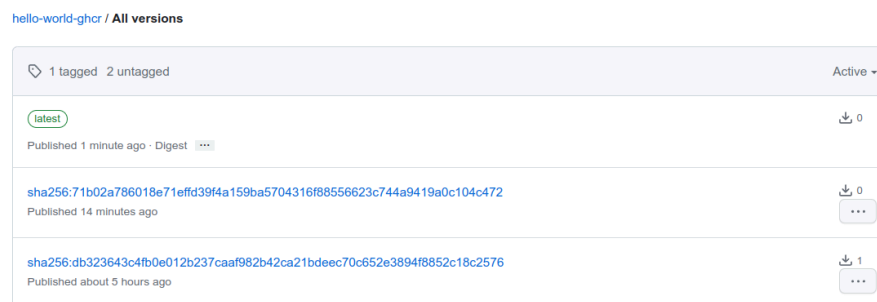 hello-world-ghcr / All versions
1 tagged 2 untagged Active
latest 0
Published 1 minute ago · Digest ...
sha256:71b02a786018e71effd39f4a159ba5704316f88556623c744a9419a0c104c472 0
Published 14 minutes ago ...
sha256:db323643c4fb0e012b237caaf982b42ca21bdeec70c652e3894f8852c18c2576 1
Published about 5 hours ago ...